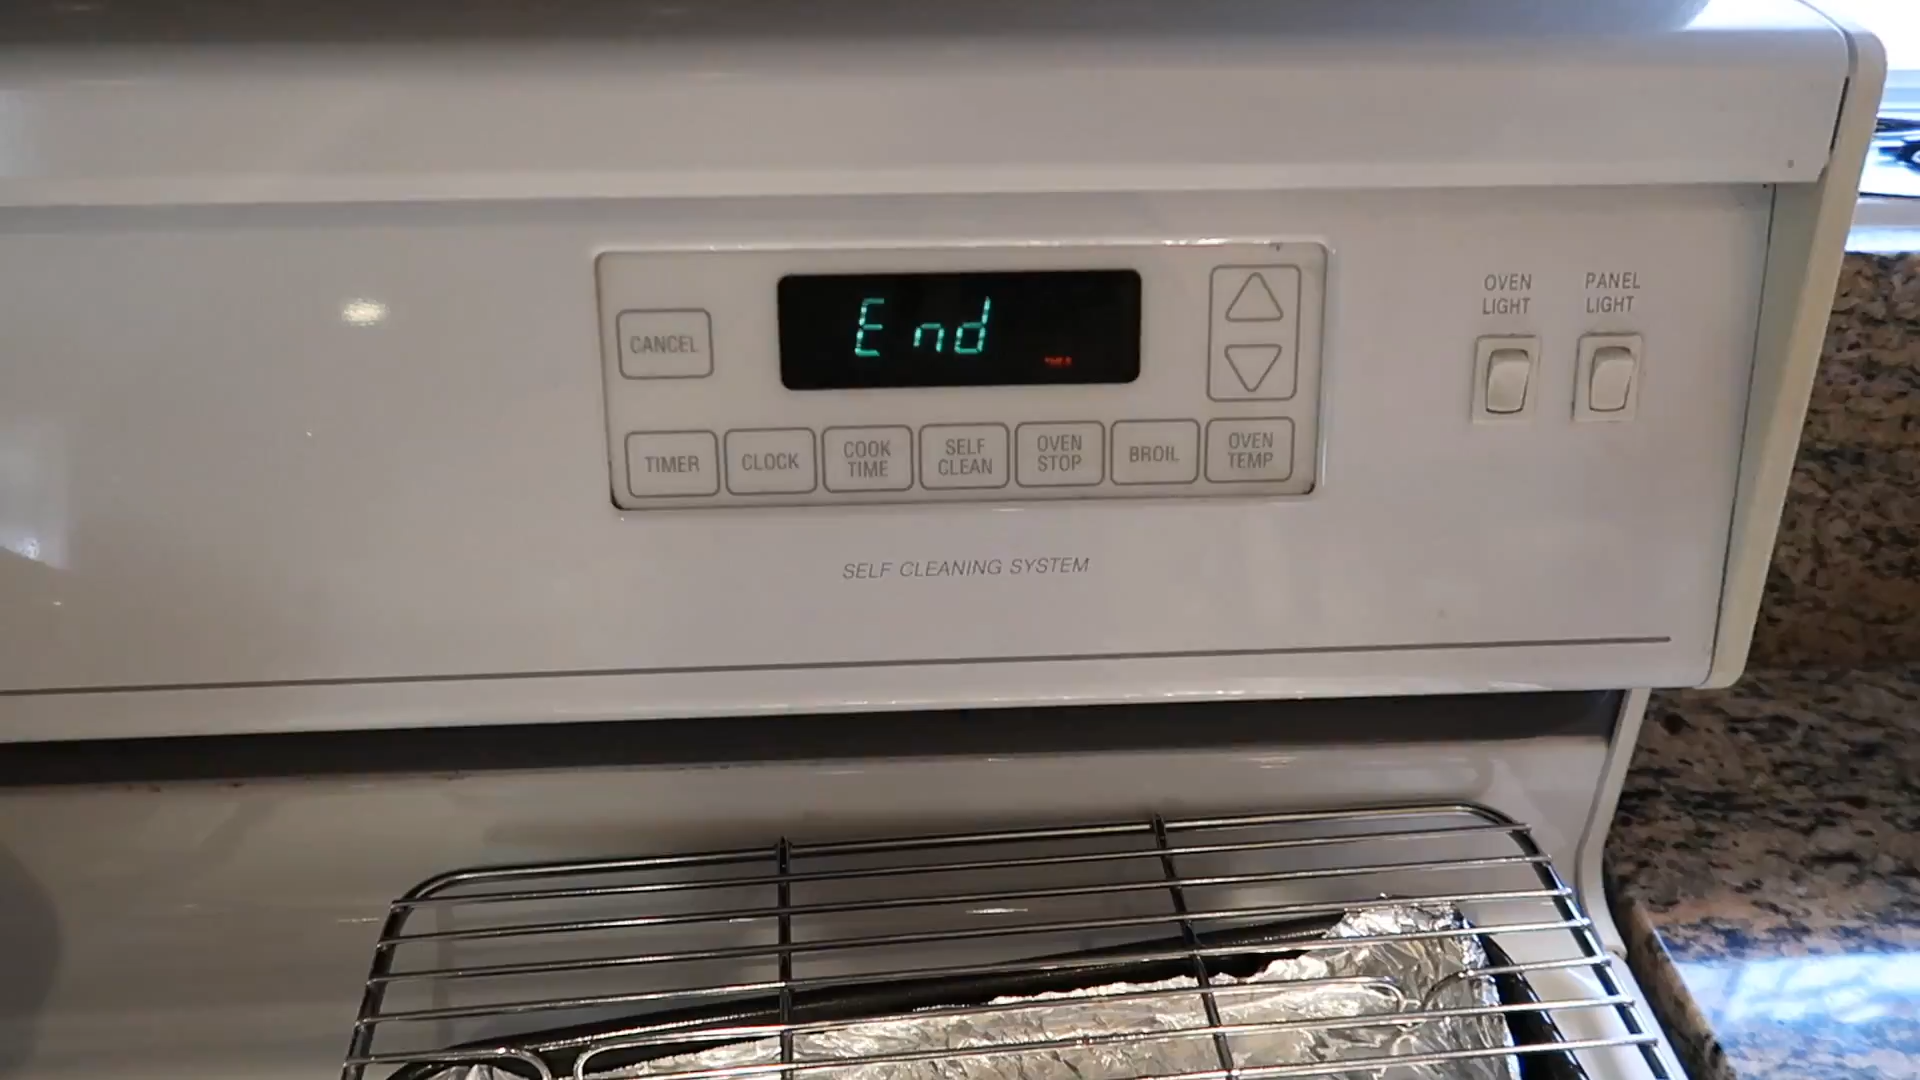 End
CANCEL
TIMER
CLOCK
COOK
TIME
SELF
CLEAN
OVEN
STOP
BROIL
OVEN
TEMP
OVEN
LIGHT
PANEL
LIGHT
SELF CLEANING SYSTEM